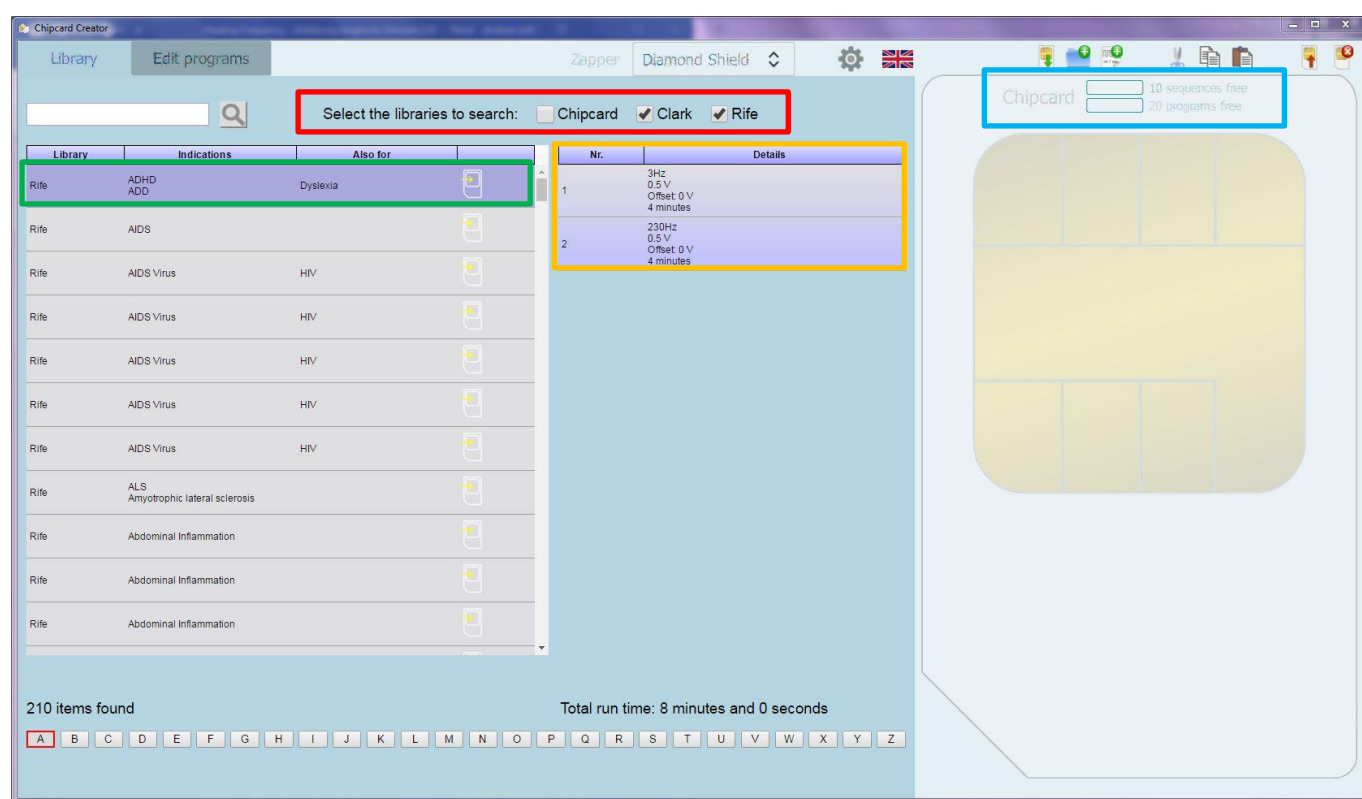 Chipcard Creator
Library Edit programs Zapper Diamond Shield
Select the libraries to search: Chipcard Clark Rife
Chipcard 10 sequences free
20 programs free
Library Indications Also for
Rife ADHD ADD Dyslexia
Rife AIDS
Rife AIDS Virus HIV
Rife AIDS Virus HIV
Rife AIDS Virus HIV
Rife AIDS Virus HIV
Rife AIDS Virus HIV
Rife ALS Amyotrophic lateral sclerosis
Rife Abdominal Inflammation
Rife Abdominal Inflammation
Rife Abdominal Inflammation
Nr. Details
1 3Hz
0.5 V
Offset: 0 V
4 minutes
2 230Hz
0.5 V
Offset: 0 V
4 minutes
210 items found Total run time: 8 minutes and 0 seconds
A B C D E F G H I J K L M N O P Q R S T U V W X Y Z